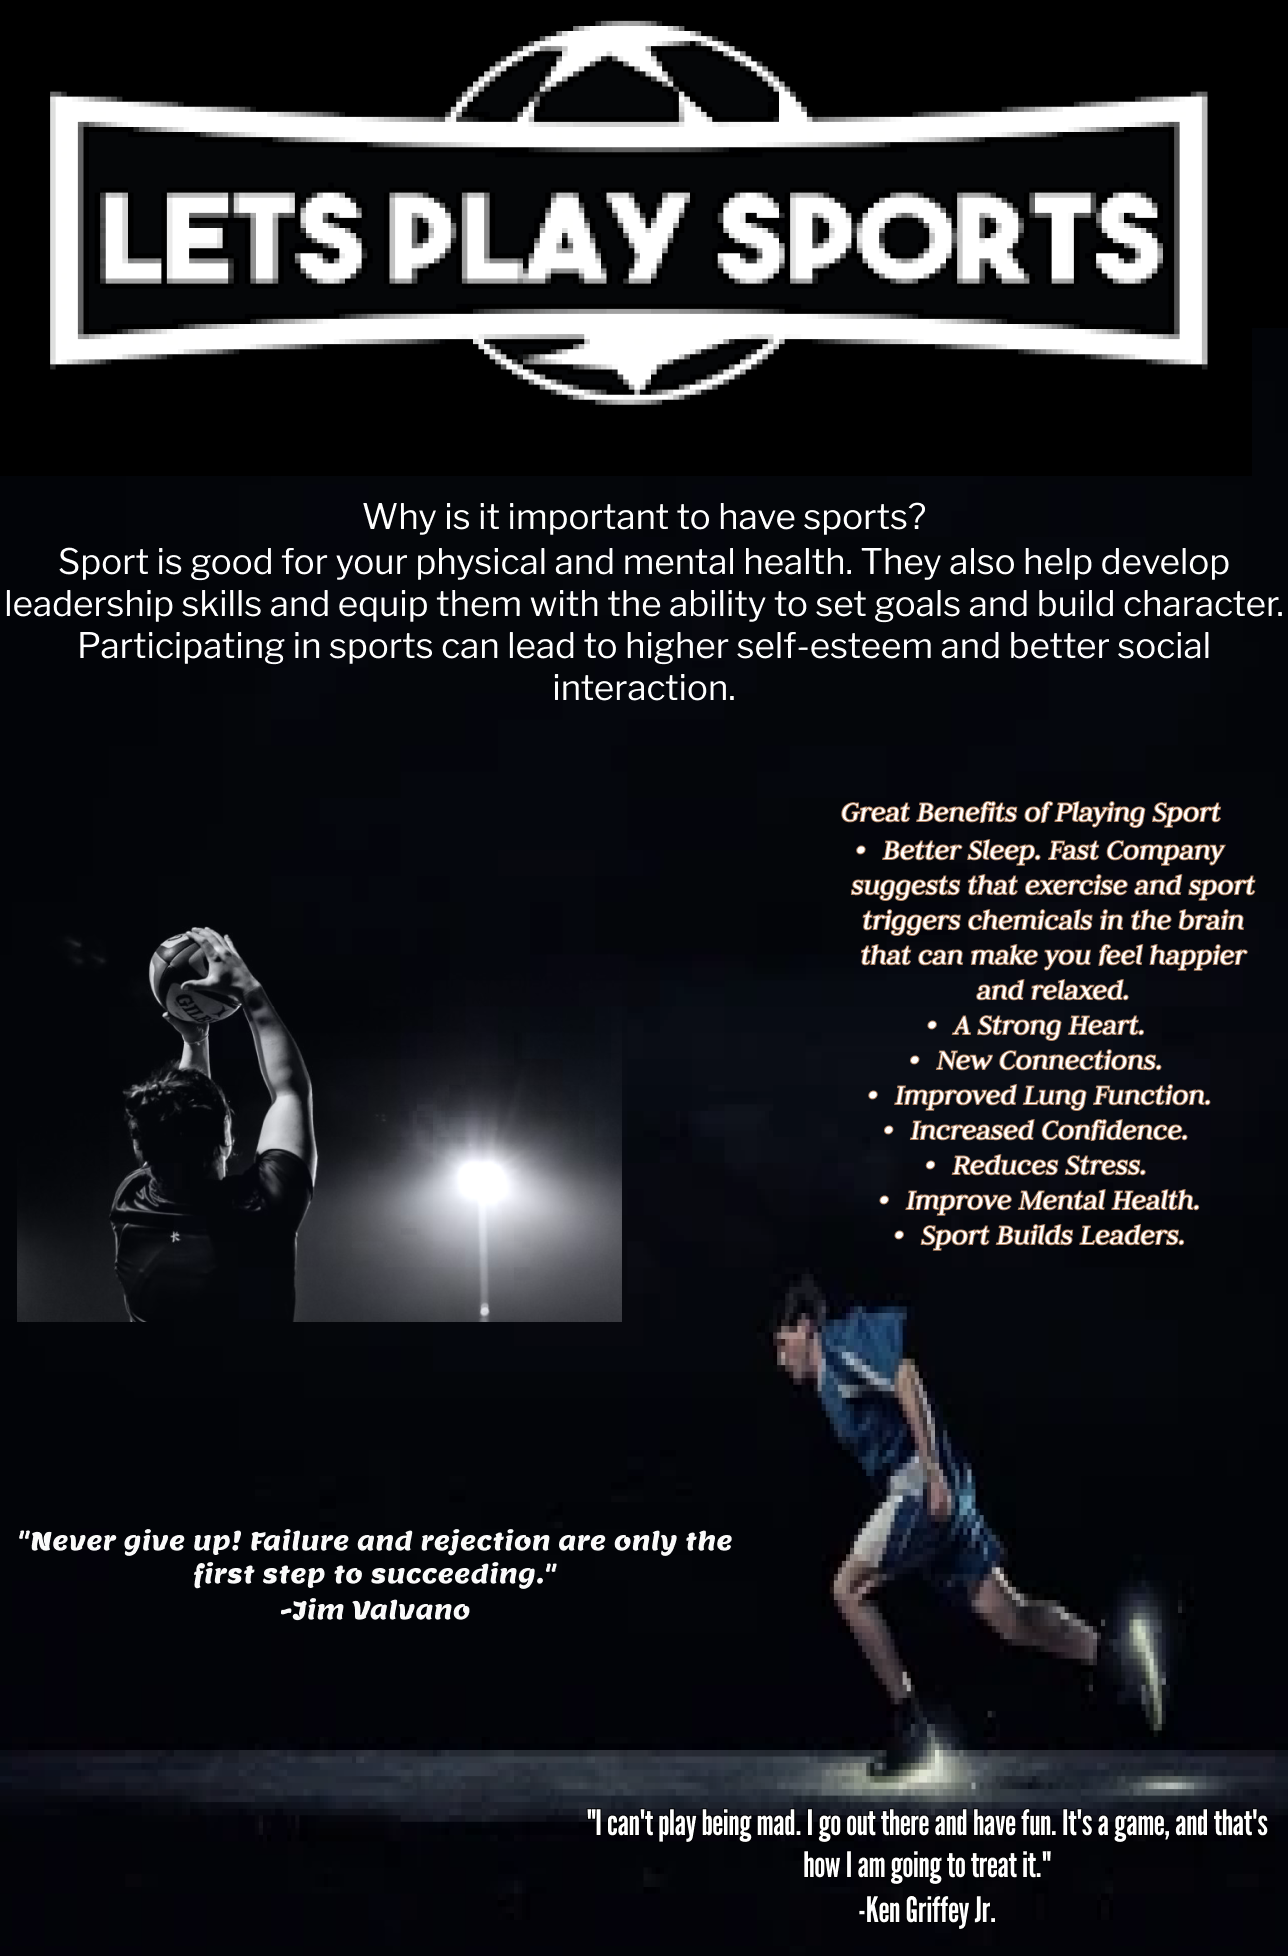 LETS PLAY SPORTS
Why is it important to have sports?
Sport is good for your physical and mental health. They also help develop
leadership skills and equip them with the ability to set goals and build character.
Participating in sports can lead to higher self-esteem and better social
interaction.
Great Benefits of Playing Sport
• Better Sleep. Fast Company
suggests that exercise and sport
triggers chemicals in the brain
that can make you feel happier
and relaxed.
• A Strong Heart.
• New Connections.
• Improved Lung Function.
• Increased Confidence.
• Reduces Stress.
• Improve Mental Health.
• Sport Builds Leaders.
"Never give up! Failure and rejection are only the
first step to succeeding."
-Jim Valvano
"I can't play being mad. I go out there and have fun. It's a game, and that's
how I am going to treat it."
-Ken Griffey Jr.